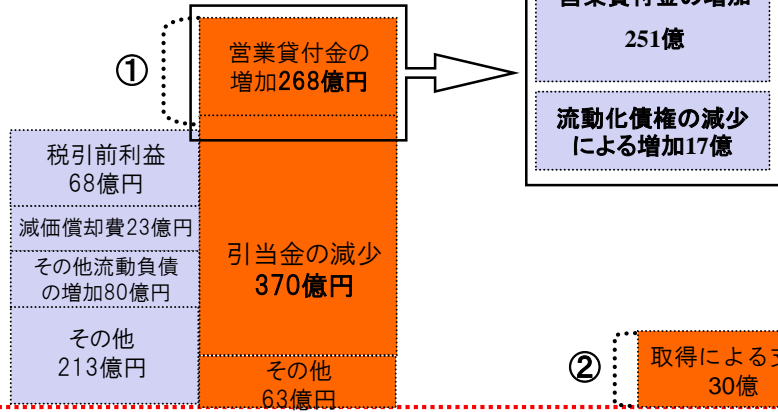 ①
営業貸付金の
増加268億円
251億
流動化債権の減少
による増加17億
税引前利益
68億円
減価償却費23億円
その他流動負債
の増加80億円
その他
213億円
引当金の減少
370億円
その他
63億円
②
取得による
30億